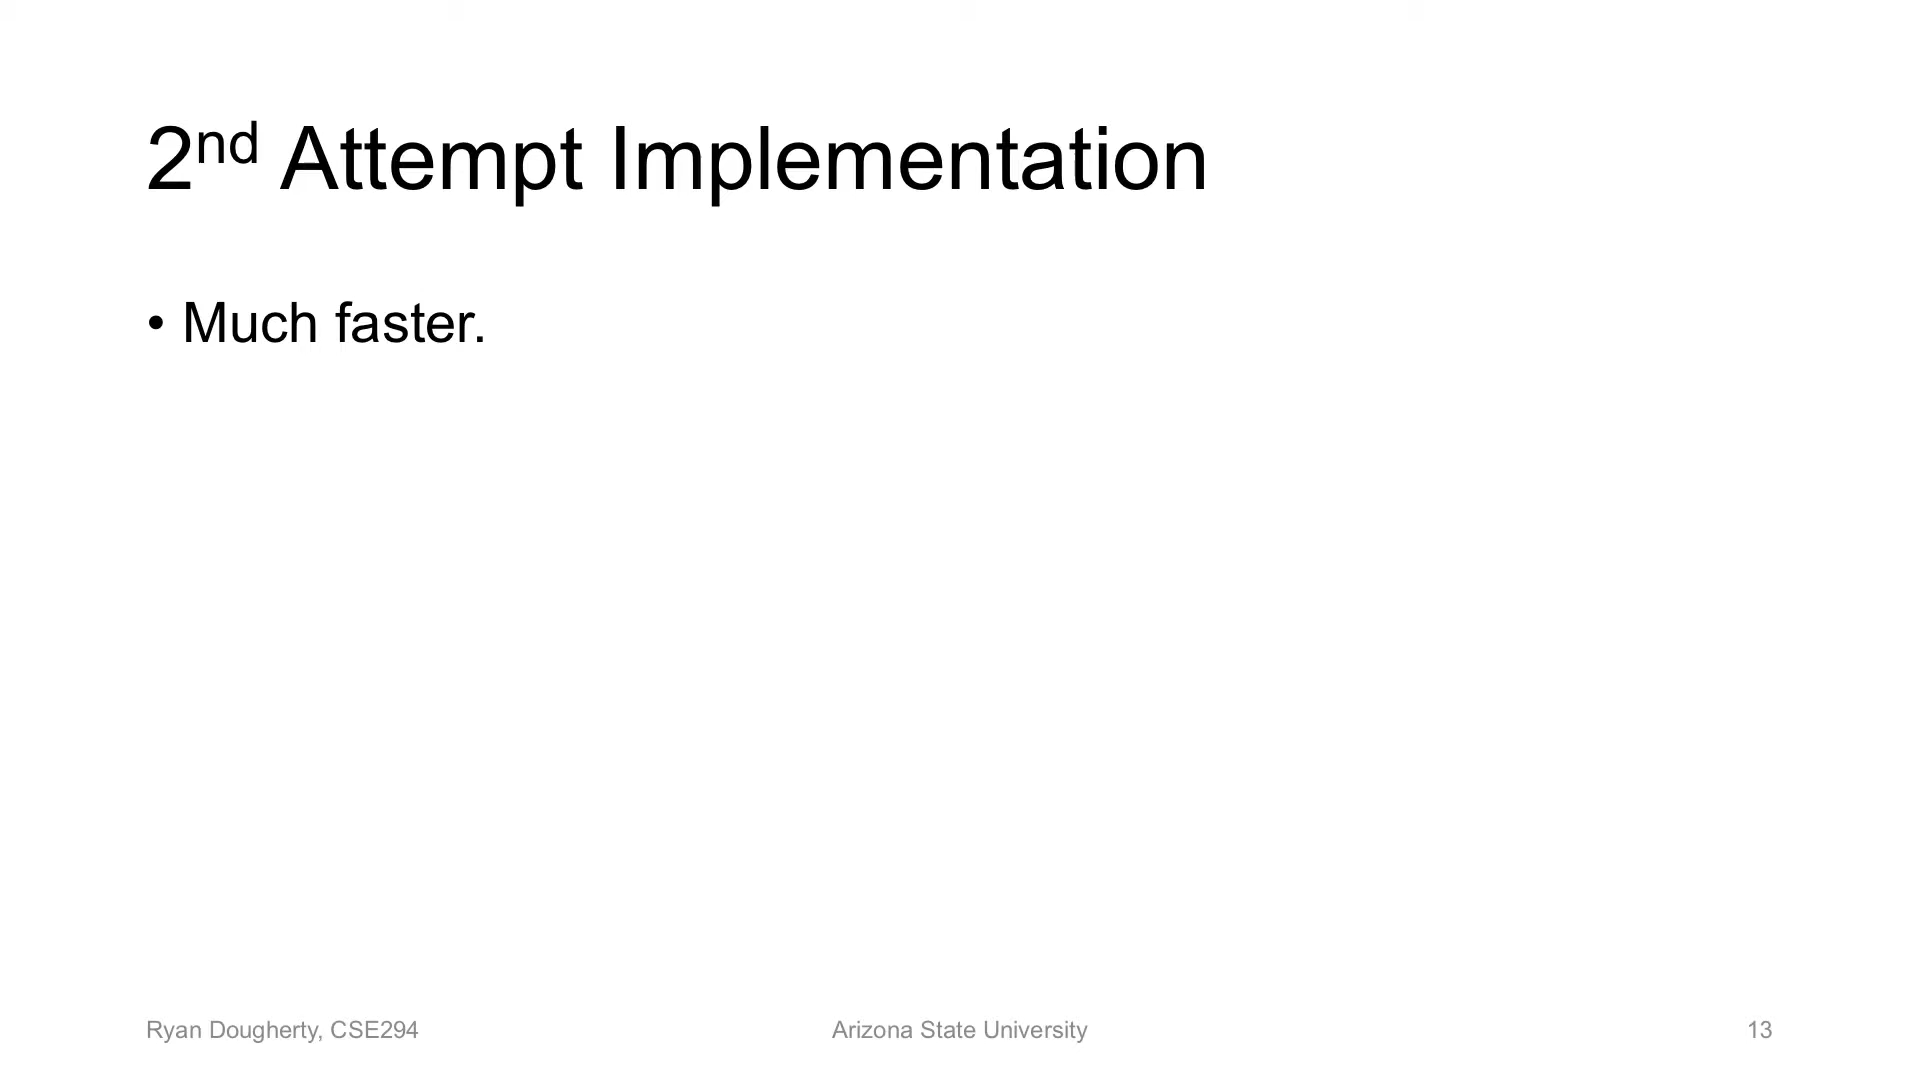 2nd Attempt Implementation
• Much faster.
Ryan Dougherty, CSE294
Arizona State University
13